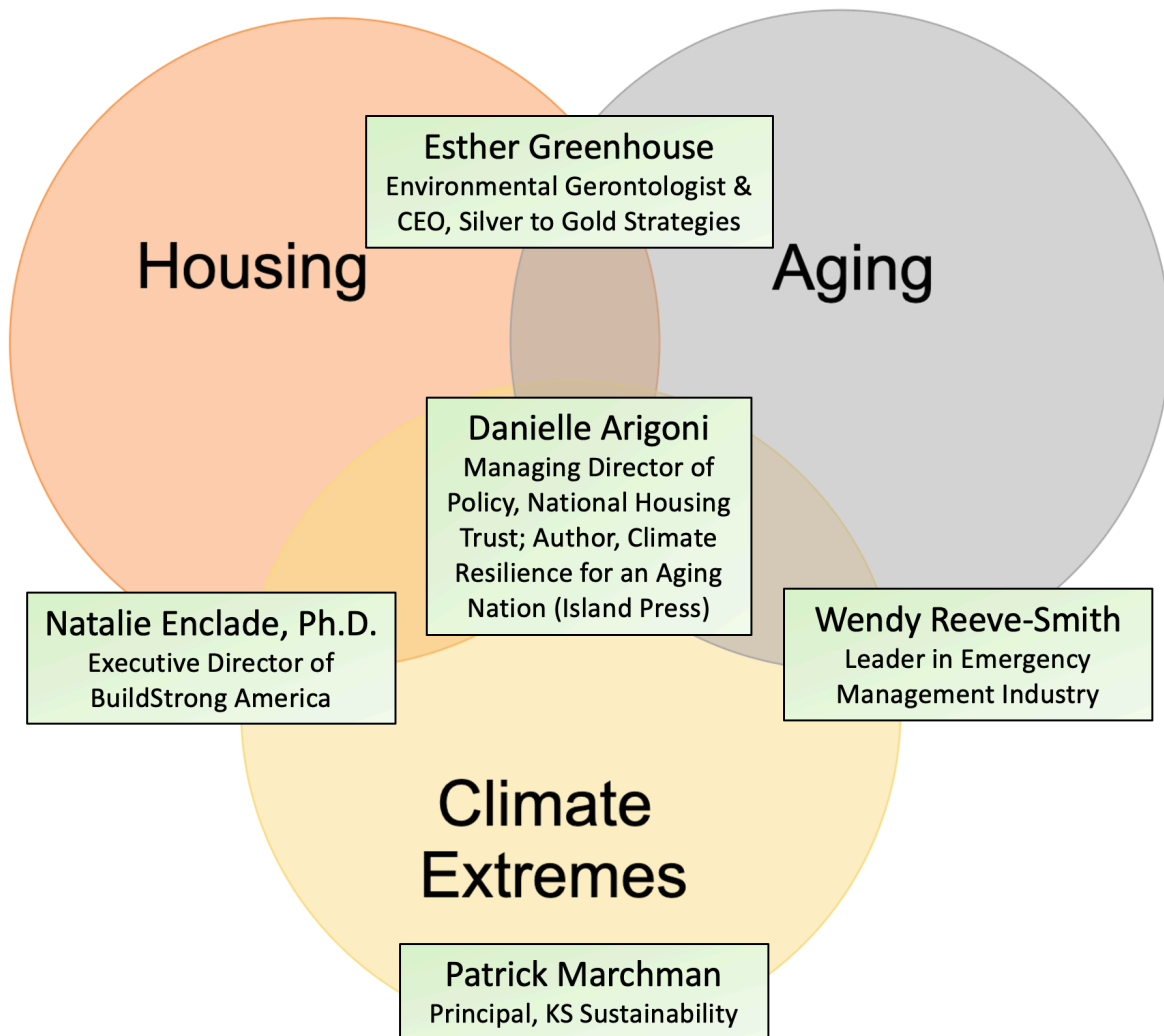 Esther Greenhouse
Environmental Gerontologist &
CEO, Silver to Gold Strategies
Housing
Aging
Danielle Arigoni
Managing Director of
Policy, National Housing
Trust; Author, Climate
Resilience for an Aging
Nation (Island Press)
Natalie Enclade, Ph.D.
Executive Director of
BuildStrong America
Wendy Reeve-Smith
Leader in Emergency
Management Industry
Climate
Extremes
Patrick Marchman
Principal, KS Sustainability